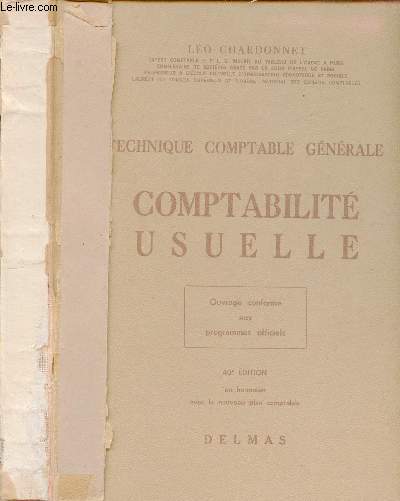 Le-livre.com
LÉO CHARDONNET
TECHNIQUE COMPTABLE GÉNÉRALE
COMPTABILITÉ
USUELLE
Ouvrage conforme
aux
programmes officiels
40e ÉDITION
en harmonie
avec le nouveau plan comptable
DELMAS